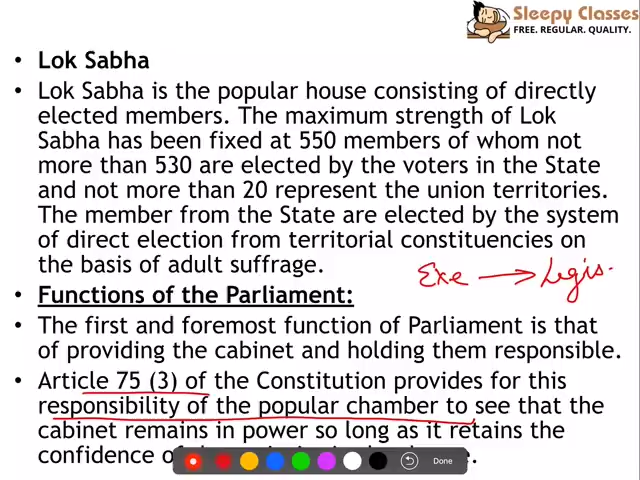 Sleepy Classes
FREE. REGULAR. QUALITY.
• Lok Sabha
• Lok Sabha is the popular house consisting of directly
elected members. The maximum strength of Lok
Sabha has been fixed at 550 members of whom not
more than 530 are elected by the voters in the State
and not more than 20 represent the union territories.
The member from the State are elected by the system
of direct election from territorial constituencies on
the basis of adult suffrage.
Exe → Legis.
• Functions of the Parliament:
• The first and foremost function of Parliament is that
of providing the cabinet and holding them responsible.
• Article 75 (3) of the Constitution provides for this
responsibility of the popular chamber to see that the
cabinet remains in power so long as it retains the
confidence of
Done